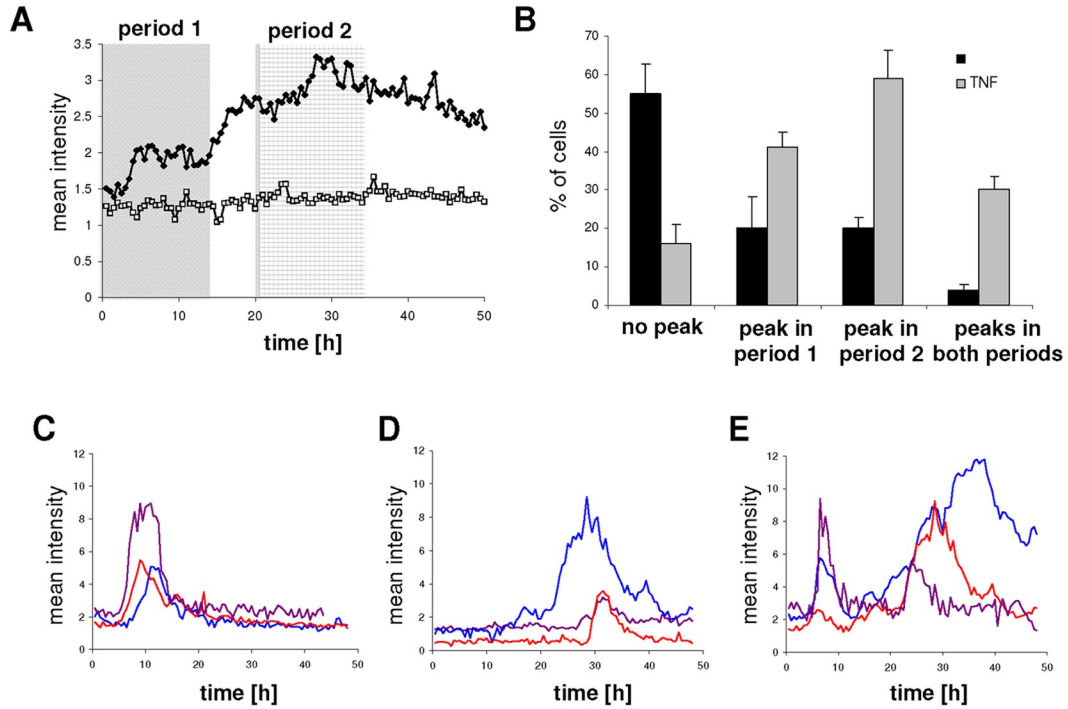 A
period 1 period 2
3.5
3
2.5
2
1.5
1
0.5
0
mean intensity
0 10 20 30 40 50
time [h]
B
70
60
50
40
30
20
10
0
% of cells
TNF
no peak
peak in
period 1
peak in
period 2
peaks in
both periods
C
12
10
8
6
4
2
0
mean intensity
0 10 20 30 40 50
time [h]
D
12
10
8
6
4
2
0
mean intensity
0 10 20 30 40 50
time [h]
E
12
10
8
6
4
2
0
mean intensity
0 10 20 30 40 50
time [h]